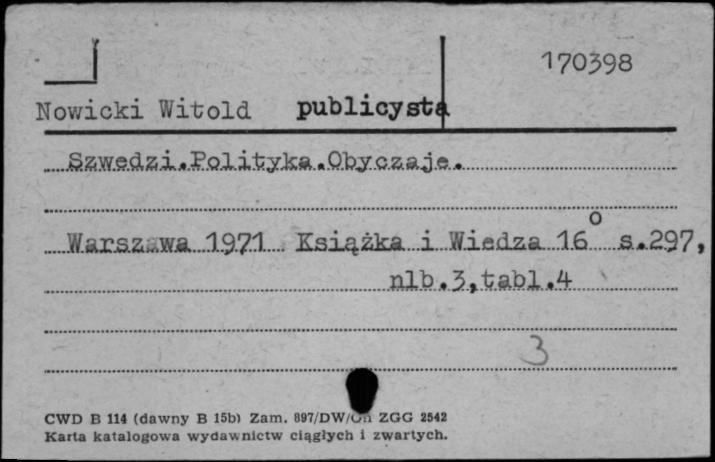 170398
Nowicki Witold publicysta
Szwedzi.Polityka.Obyczaje.
Warszawa 1971 Książka i Wiedza 16° s.297,
nlb.3,tabl.4
3
CWD B 114 (dawny B 15b) Zam. 897/DW/ ZGG 2542
Karta katalogowa wydawnictw ciągłych i zwartych.